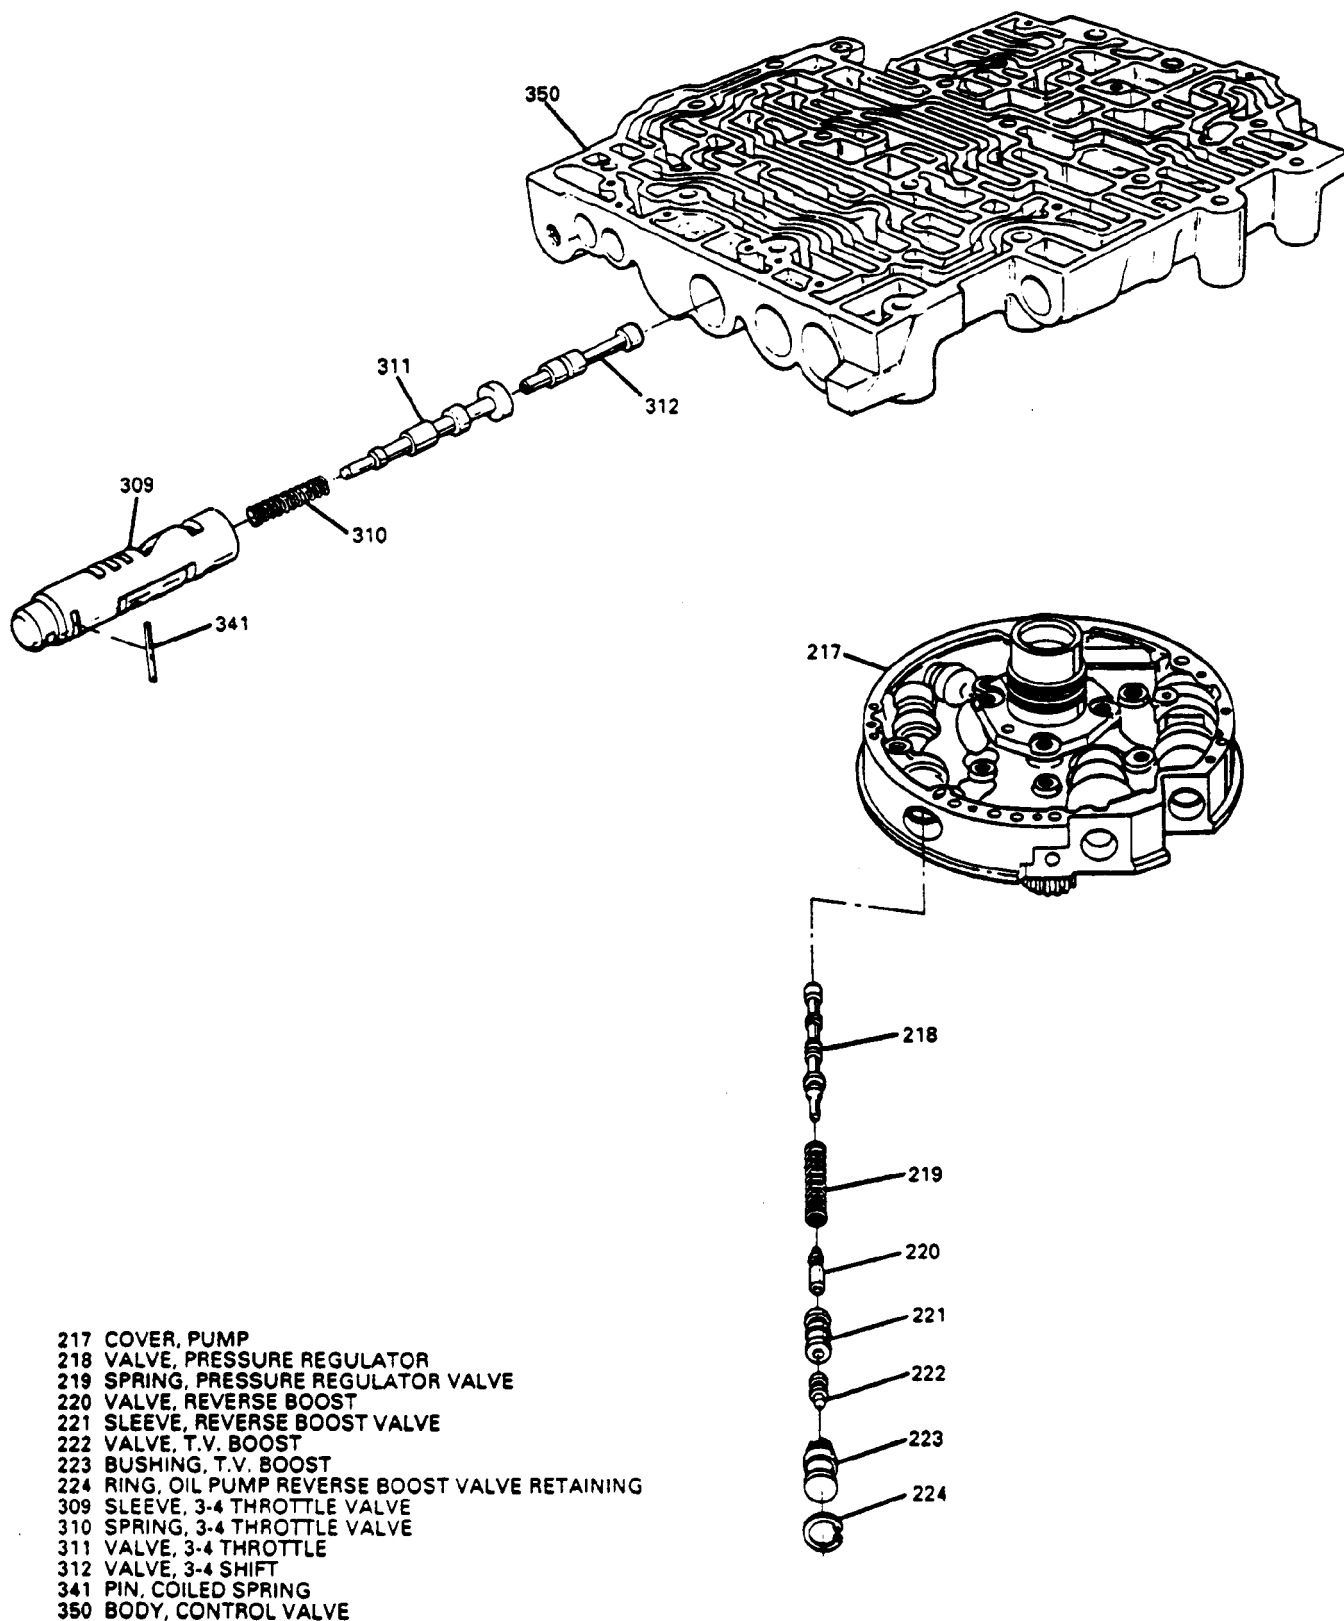 350
311
312
309
310
341
217
218
219
220
221
222
223
224
217 COVER, PUMP
218 VALVE, PRESSURE REGULATOR
219 SPRING, PRESSURE REGULATOR VALVE
220 VALVE, REVERSE BOOST
221 SLEEVE, REVERSE BOOST VALVE
222 VALVE, T.V. BOOST
223 BUSHING, T.V. BOOST
224 RING, OIL PUMP REVERSE BOOST VALVE RETAINING
309 SLEEVE, 3-4 THROTTLE VALVE
310 SPRING, 3-4 THROTTLE VALVE
311 VALVE, 3-4 THROTTLE
312 VALVE, 3-4 SHIFT
341 PIN, COILED SPRING
350 BODY, CONTROL VALVE